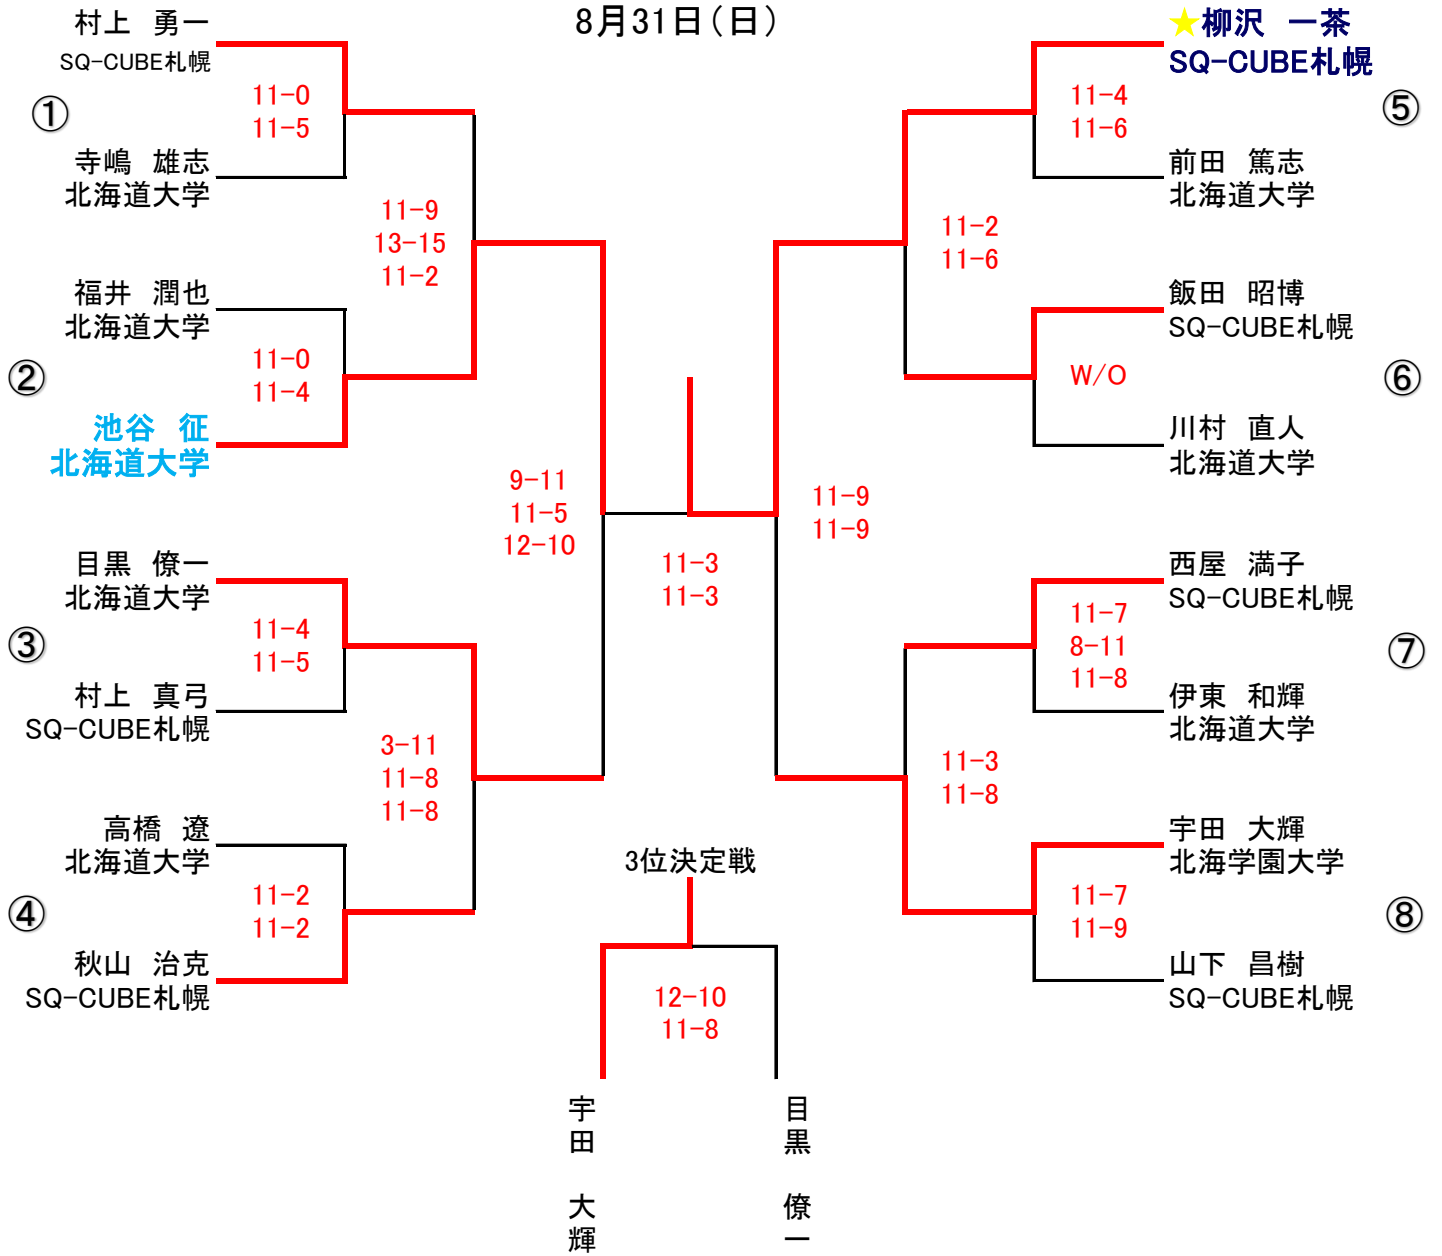 8月31日（日）
村上　勇一
SQ-CUBE札幌
①
11-0
11-5
寺嶋　雄志
北海道大学
11-9
13-15
11-2
福井　潤也
北海道大学
②
11-0
11-4
池谷　征
北海道大学
9-11
11-5
12-10
目黒　僚一
北海道大学
③
11-4
11-5
村上　真弓
SQ-CUBE札幌
3-11
11-8
11-8
高橋　遼
北海道大学
④
11-2
11-2
秋山　治克
SQ-CUBE札幌
11-3
11-3
★柳沢　一茶
SQ-CUBE札幌
⑤
11-4
11-6
前田　篤志
北海道大学
11-2
11-6
飯田　昭博
SQ-CUBE札幌
⑥
W/O
川村　直人
北海道大学
11-9
11-9
西屋　満子
SQ-CUBE札幌
⑦
11-7
8-11
11-8
伊東　和輝
北海道大学
11-3
11-8
宇田　大輝
北海学園大学
⑧
11-7
11-9
山下　昌樹
SQ-CUBE札幌
3位決定戦
12-10
11-8
宇田　大輝
目黒　僚一